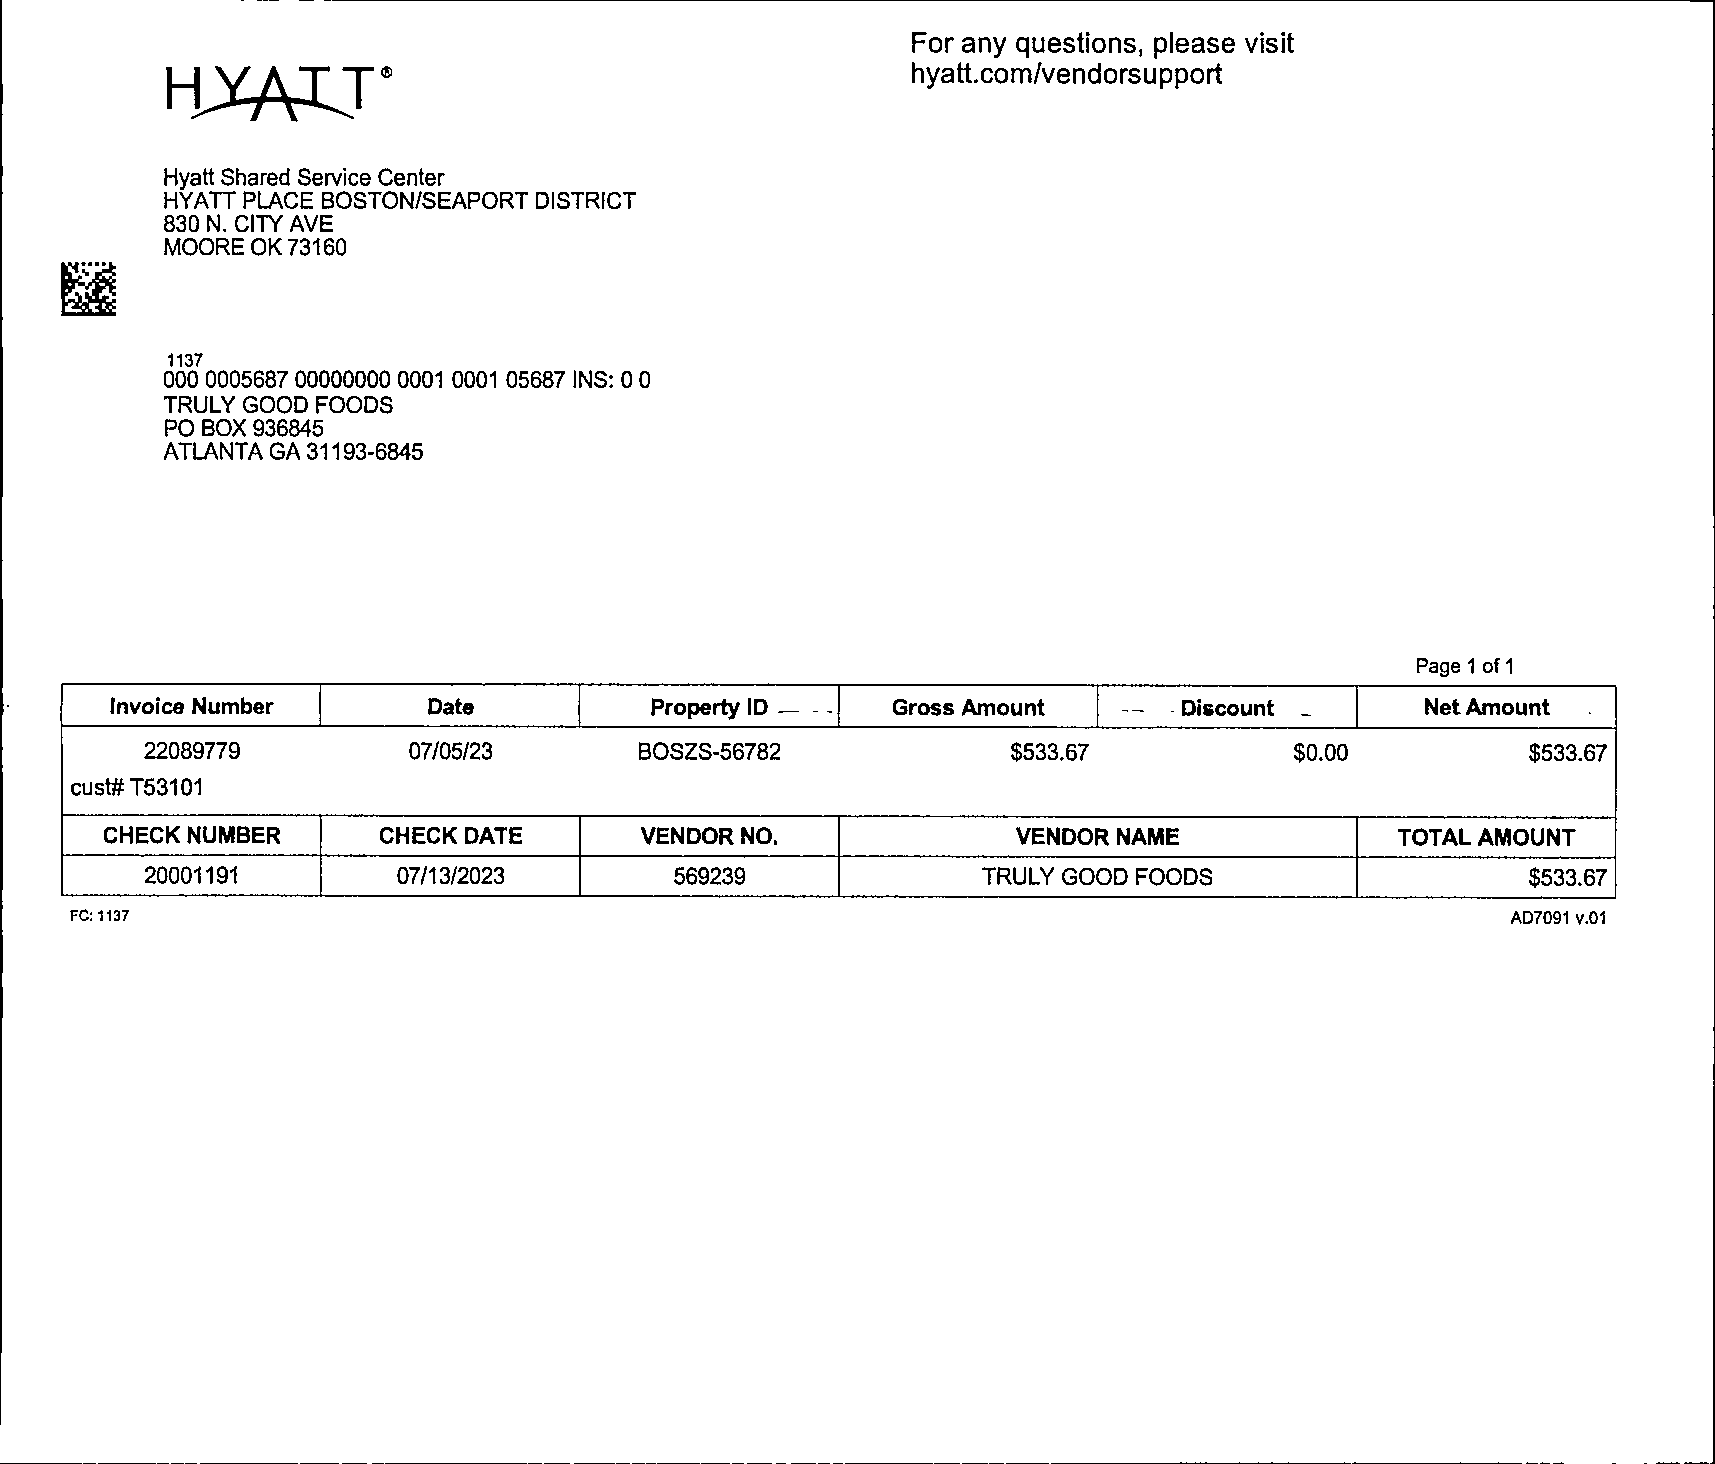 For any questions, please visit
hyatt.com/vendorsupport
HYATT®
Hyatt Shared Service Center
HYATT PLACE BOSTON/SEAPORT DISTRICT
830 N. CITY AVE
MOORE OK 73160
1137
000 0005687 00000000 0001 0001 05687 INS: 0 0
TRULY GOOD FOODS
PO BOX 936845
ATLANTA GA 31193-6845
Page 1 of 1
Invoice Number Date Property ID Gross Amount Discount Net Amount
22089779 07/05/23 BOSZS-56782 $533.67 $0.00 $533.67
cust# T53101
CHECK NUMBER CHECK DATE VENDOR NO. VENDOR NAME TOTAL AMOUNT
20001191 07/13/2023 569239 TRULY GOOD FOODS $533.67
FC: 1137 AD7091 v.01